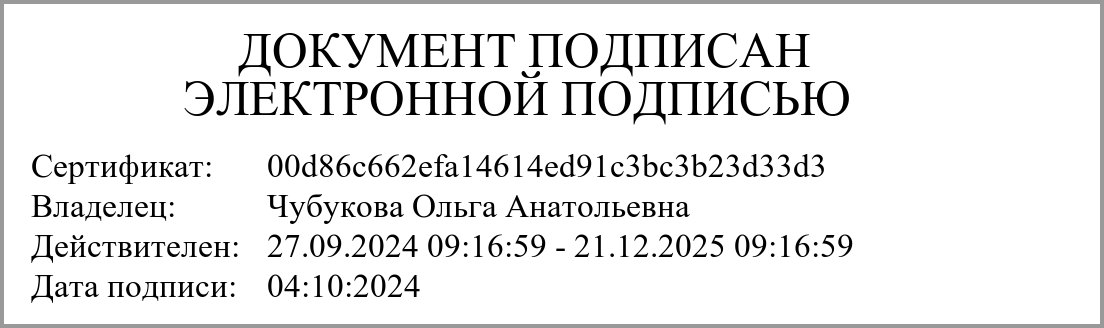 ДОКУМЕНТ ПОДПИСАН
ЭЛЕКТРОННОЙ ПОДПИСЬЮ
Сертификат: 00d86c662efa14614ed91c3bc3b23d33d3
Владелец: Чубукова Ольга Анатольевна
Действителен: 27.09.2024 09:16:59 - 21.12.2025 09:16:59
Дата подписи: 04:10:2024